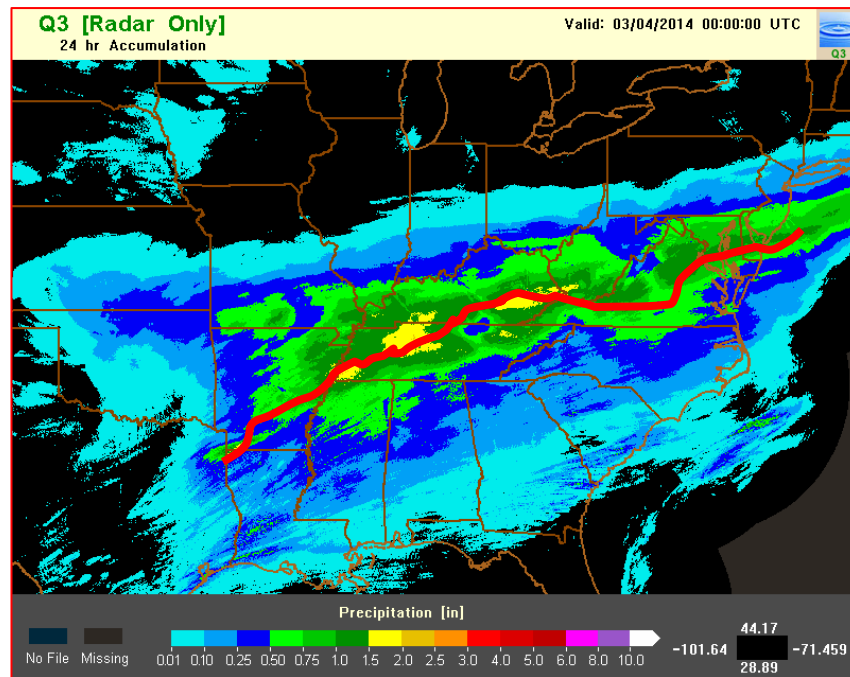 Q3 [Radar Only]
24 hr Accumulation
Valid: 03/04/2014 00:00:00 UTC
Q3
Precipitation [in]
No File
Missing
0.01 0.10 0.25 0.50 0.75 1.0 1.5 2.0 2.5 3.0 4.0 5.0 6.0 8.0 10.0
44.17
-101.64
-71.459
28.89